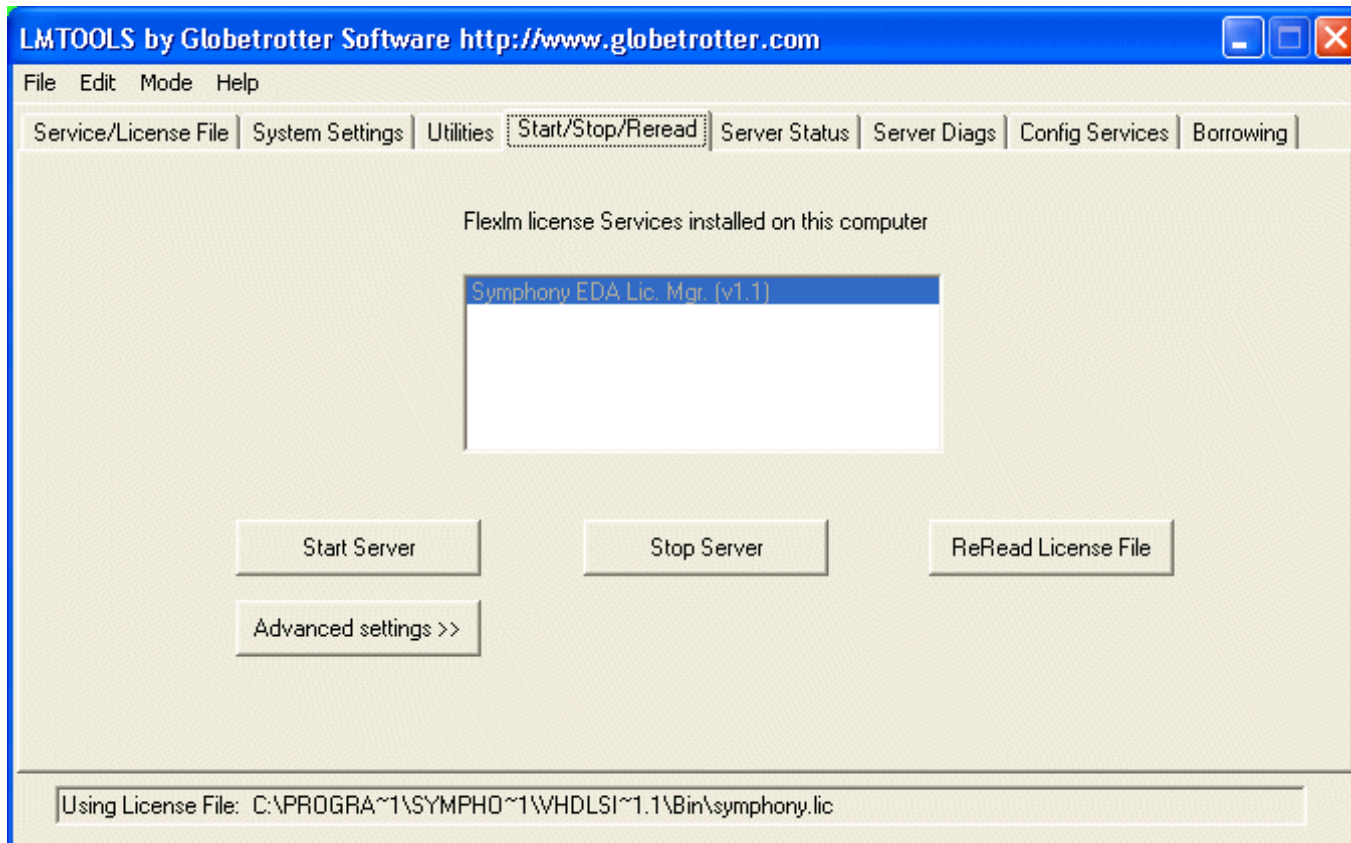 LMTOOLS by Globetrotter Software http://www.globetrotter.com
File Edit Mode Help
Service/License File System Settings Utilities Start/Stop/Reread Server Status Server Diags Config Services Borrowing
Flexlm license Services installed on this computer
Symphony EDA Lic. Mgr. (v1.1)
Start Server Stop Server ReRead License File
Advanced settings >>
Using License File: C:\PROGRA~1\SYMPHO~1\VHDLSI~1.1\Bin\symphony.lic